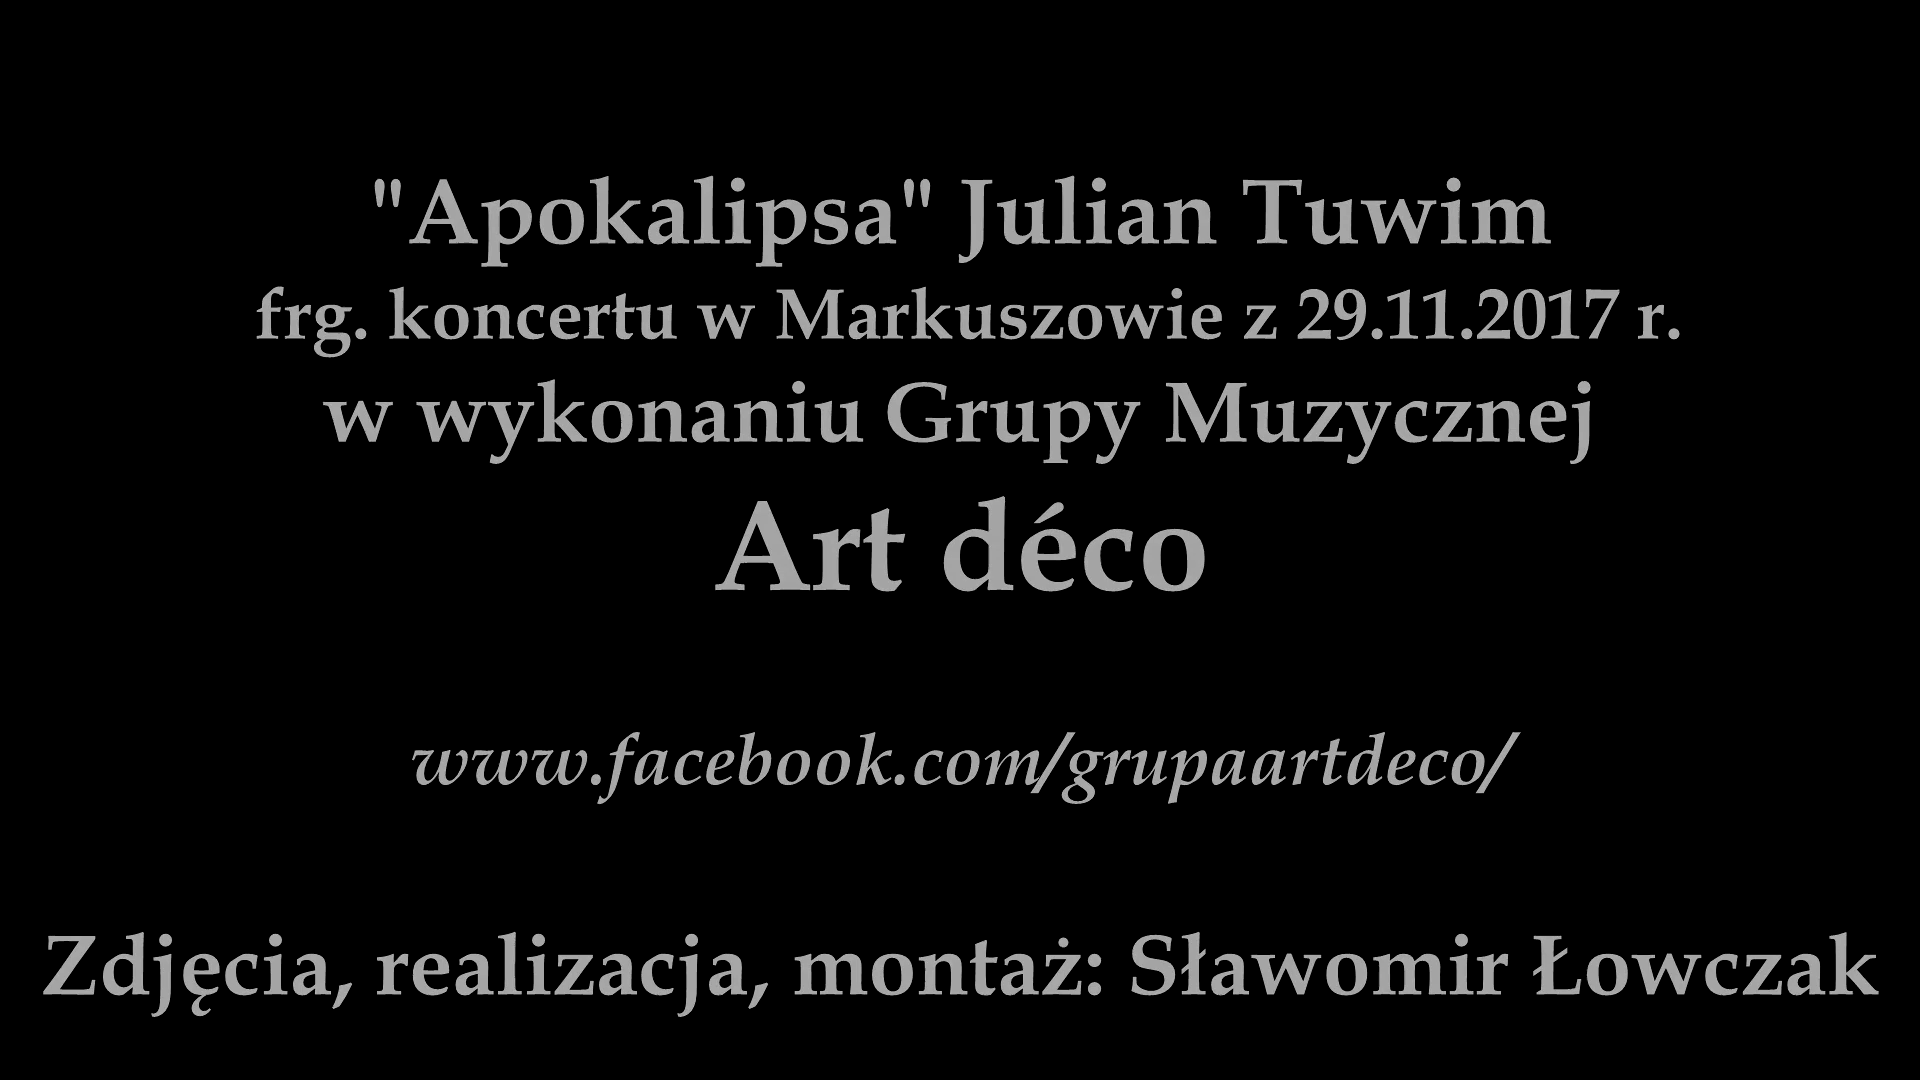 "Apokalipsa" Julian Tuwim
frg. koncertu w Markuszowie z 29.11.2017 r.
w wykonaniu Grupy Muzycznej
Art déco
www.facebook.com/grupaartdeco/
Zdjęcia, realizacja, montaż: Sławomir Łowczak